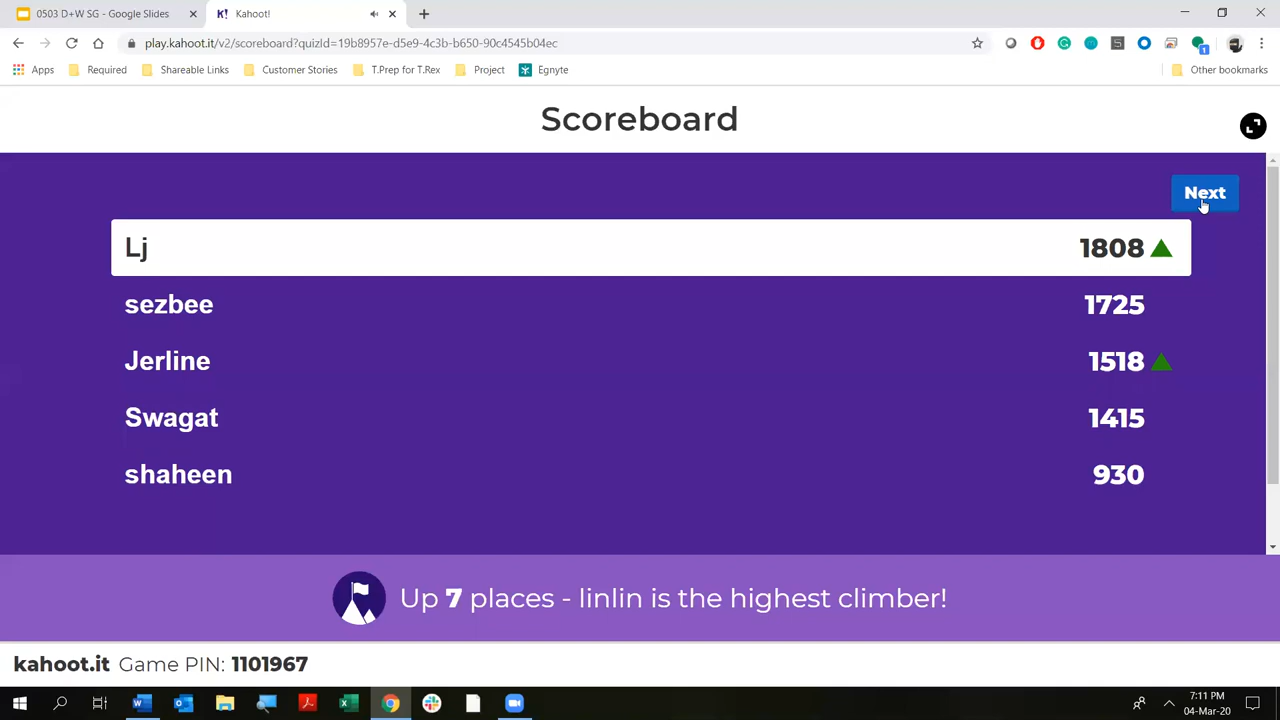 0503 D+W SG - Google Slides
K! Kahoot!
play.kahoot.it/v2/scoreboard?quizId=19b8957e-d5e9-4c3b-b650-90c4545b04ec
Apps Required Shareable Links Customer Stories T.Prep for T.Rex Project Egnyte Other bookmarks
Scoreboard
Next
Lj 1808
sezbee 1725
Jerline 1518
Swagat 1415
shaheen 930
Up 7 places - linlin is the highest climber!
kahoot.it Game PIN: 1101967
7:11 PM
04-Mar-20